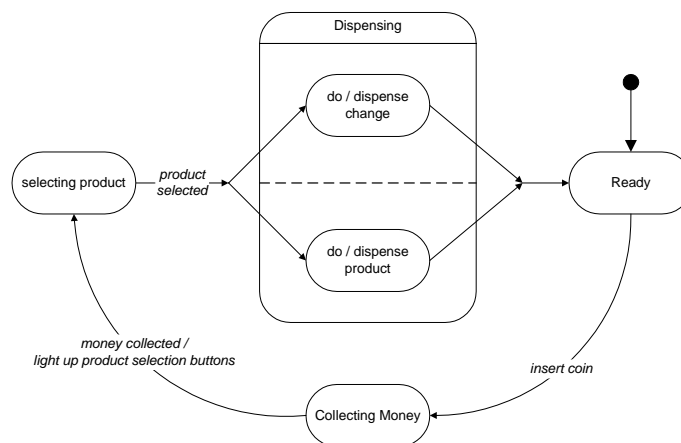 Dispensing
do / dispense
change
selecting product
product
selected
Ready
do / dispense
product
money collected /
light up product selection buttons
insert coin
Collecting Money